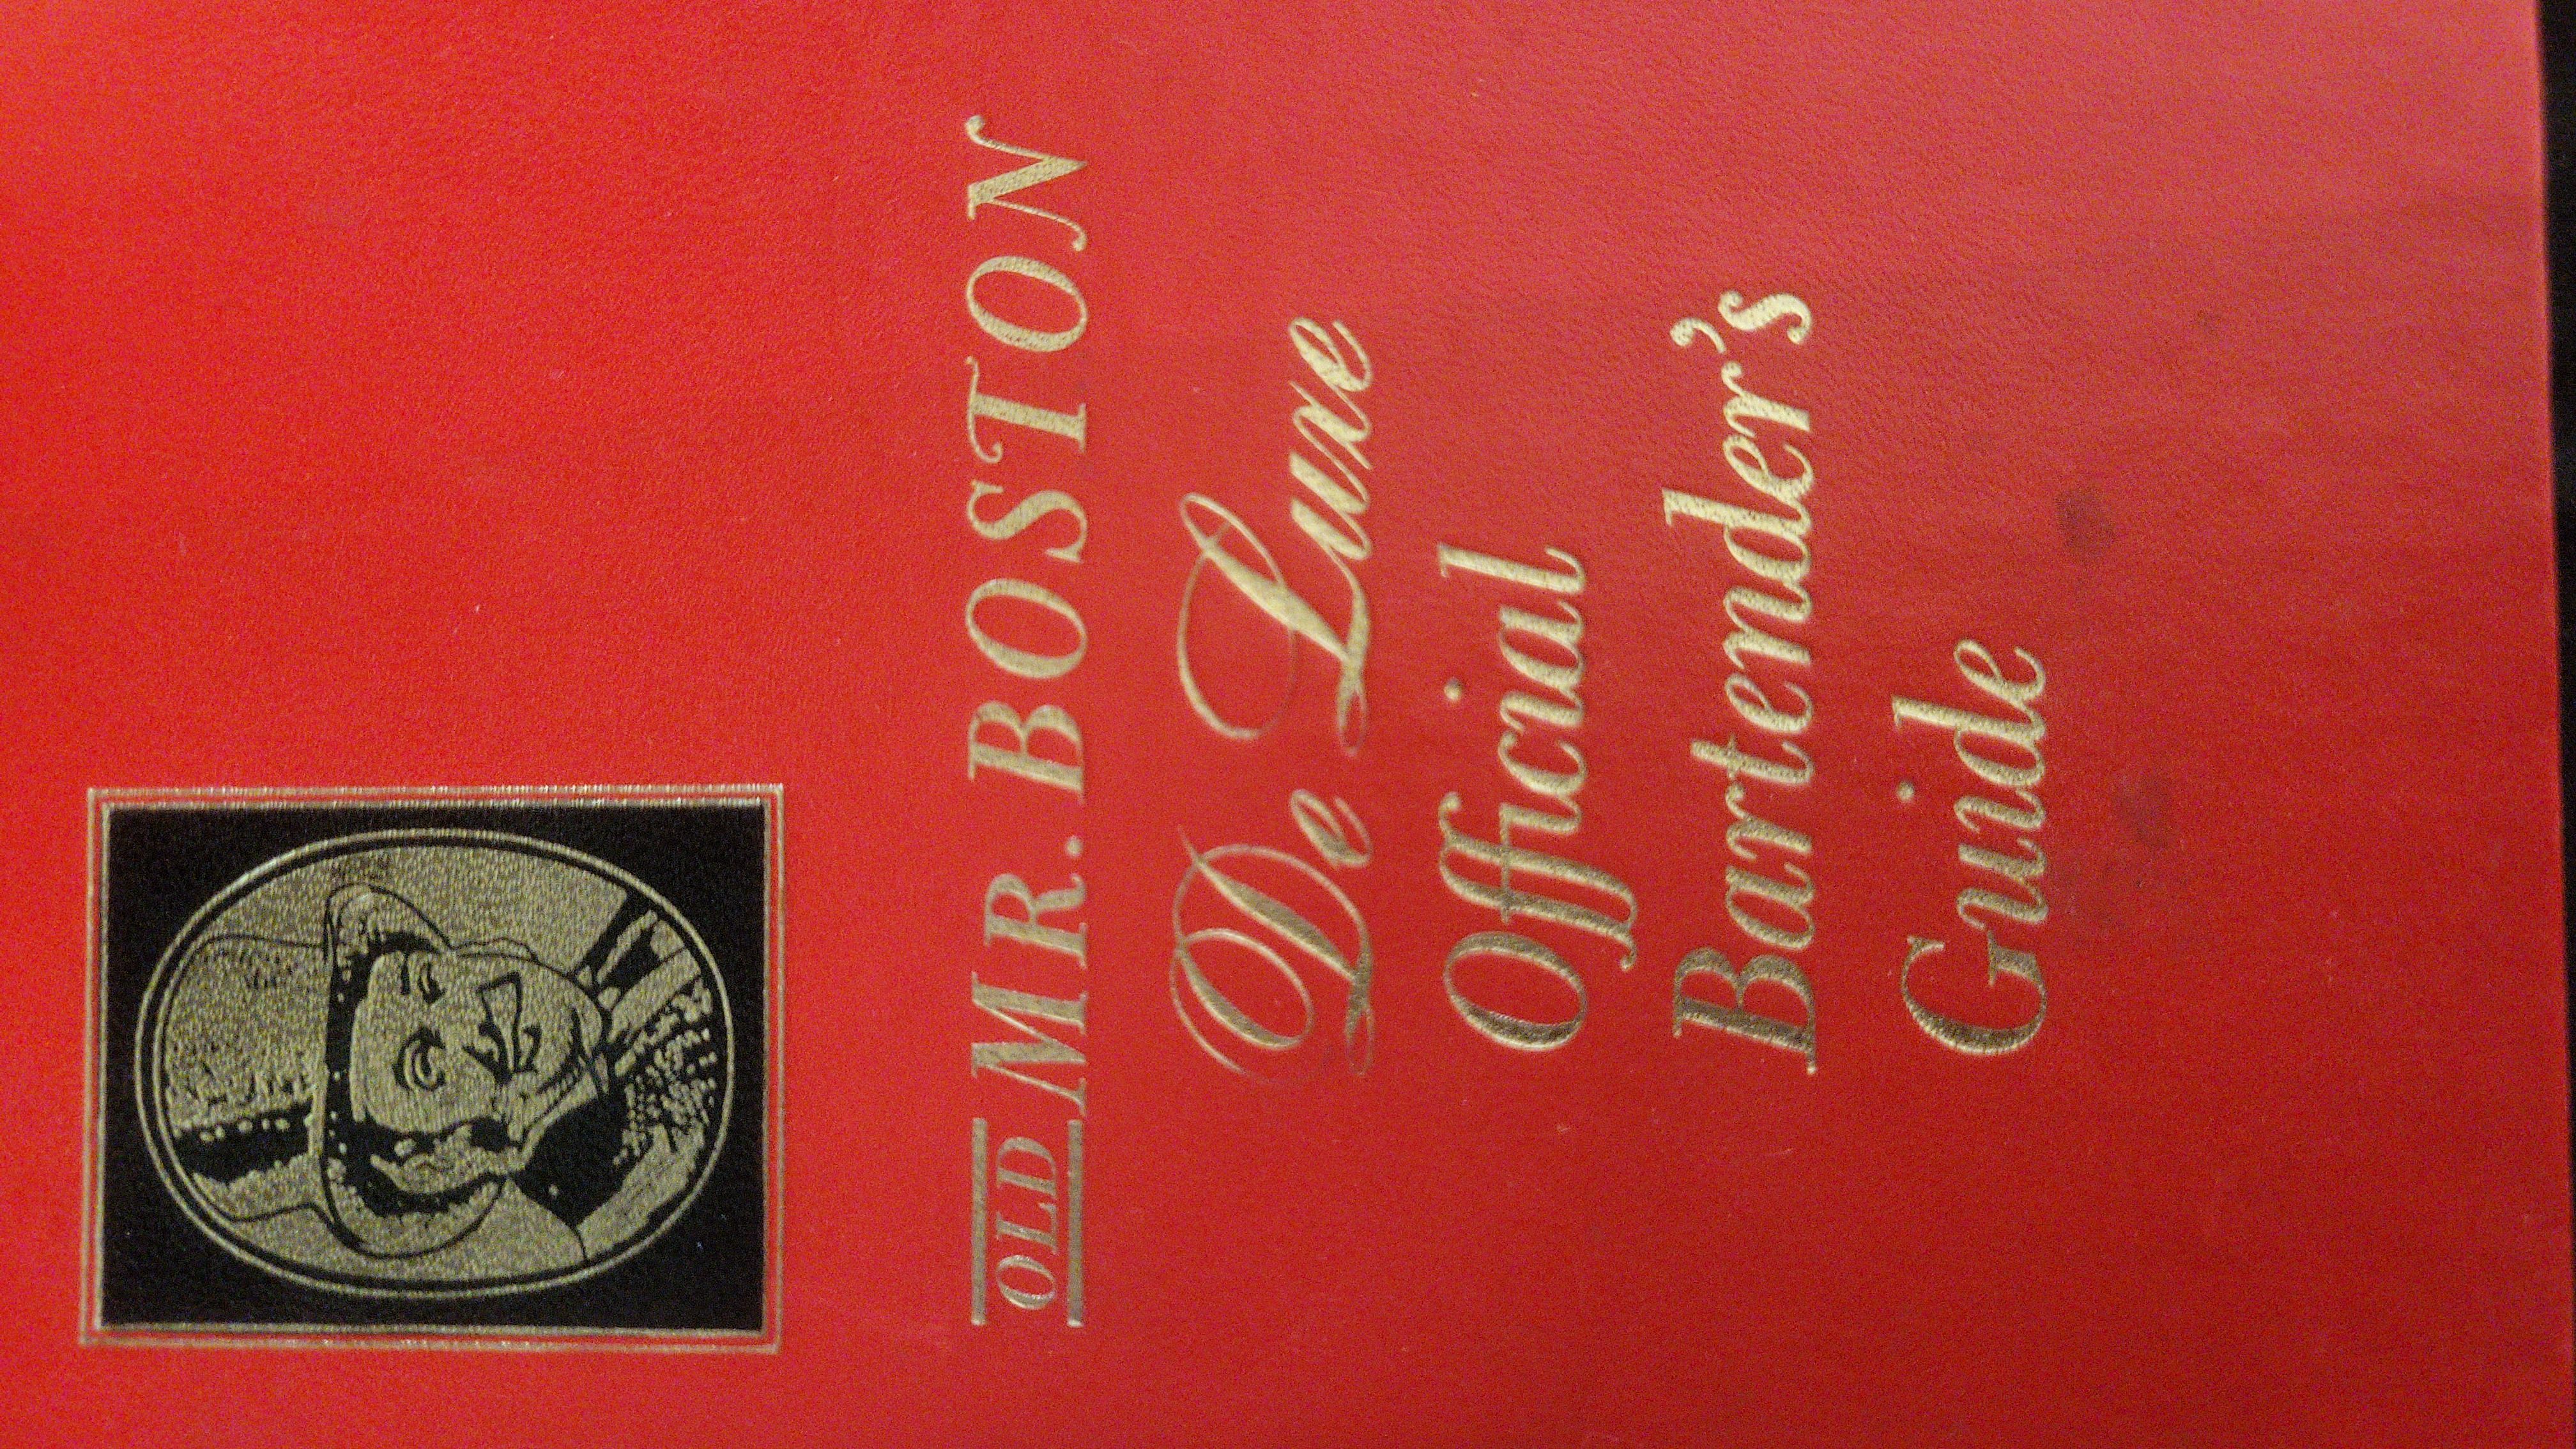 OLD MR. BOSTON
De Luxe
Official
Bartender's
Guide